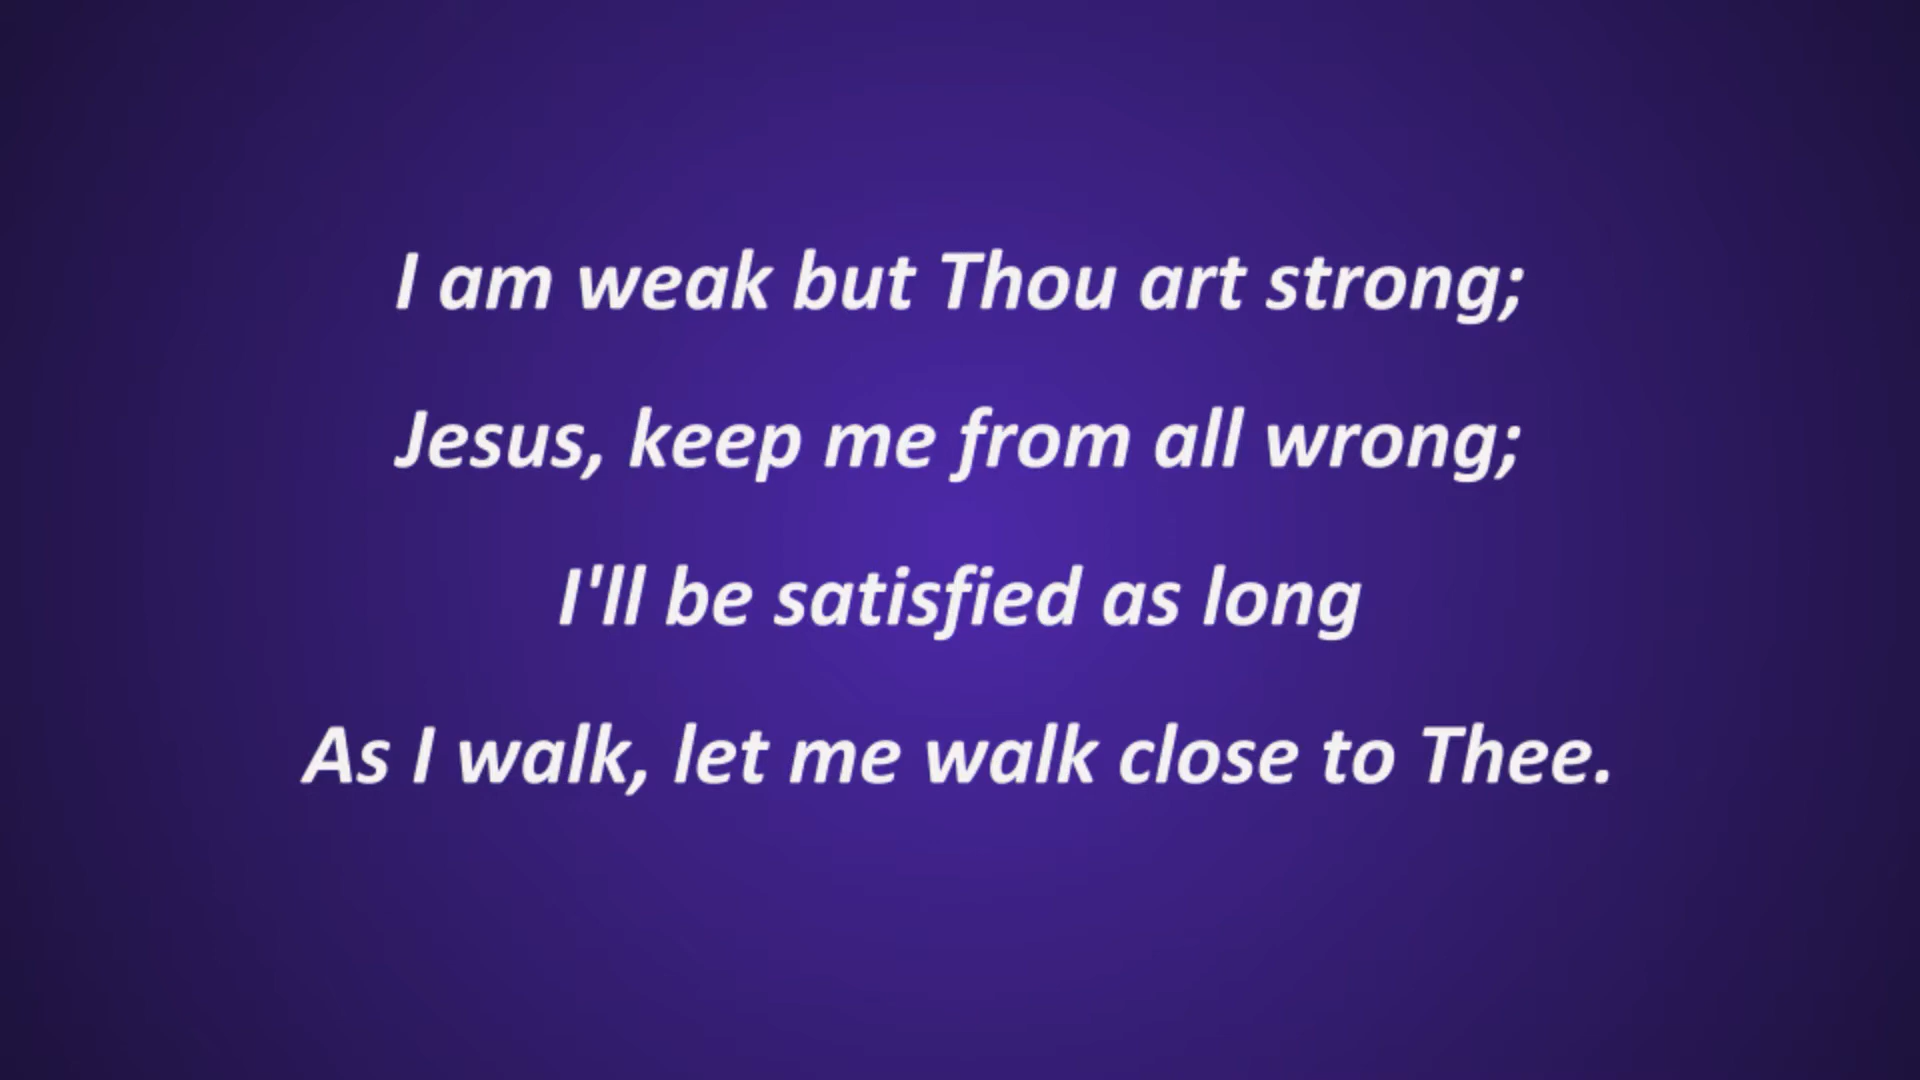 I am weak but Thou art strong;
Jesus, keep me from all wrong;
I'll be satisfied as long
As I walk, let me walk close to Thee.